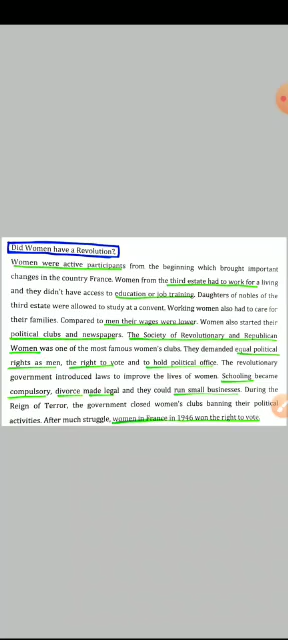 Did Women have a Revolution?
Women were active participants from the beginning which brought important
changes in the country France. Women from the third estate had to work for a living
and they didn't have access to education or job training. Daughters of nobles of the
third estate were allowed to study at a convent. Working women also had to care for
their families. Compared to men their wages were lower. Women also started their
political clubs and newspapers. The Society of Revolutionary and Republican
Women was one of the most famous women's clubs. They demanded equal political
rights as men, the right to vote and to hold political office. The revolutionary
government introduced laws to improve the lives of women. Schooling became
compulsory, divorce made legal and they could run small businesses. During the
Reign of Terror, the government closed women's clubs banning their political
activities. After much struggle, women in France in 1946 won the right to vote.